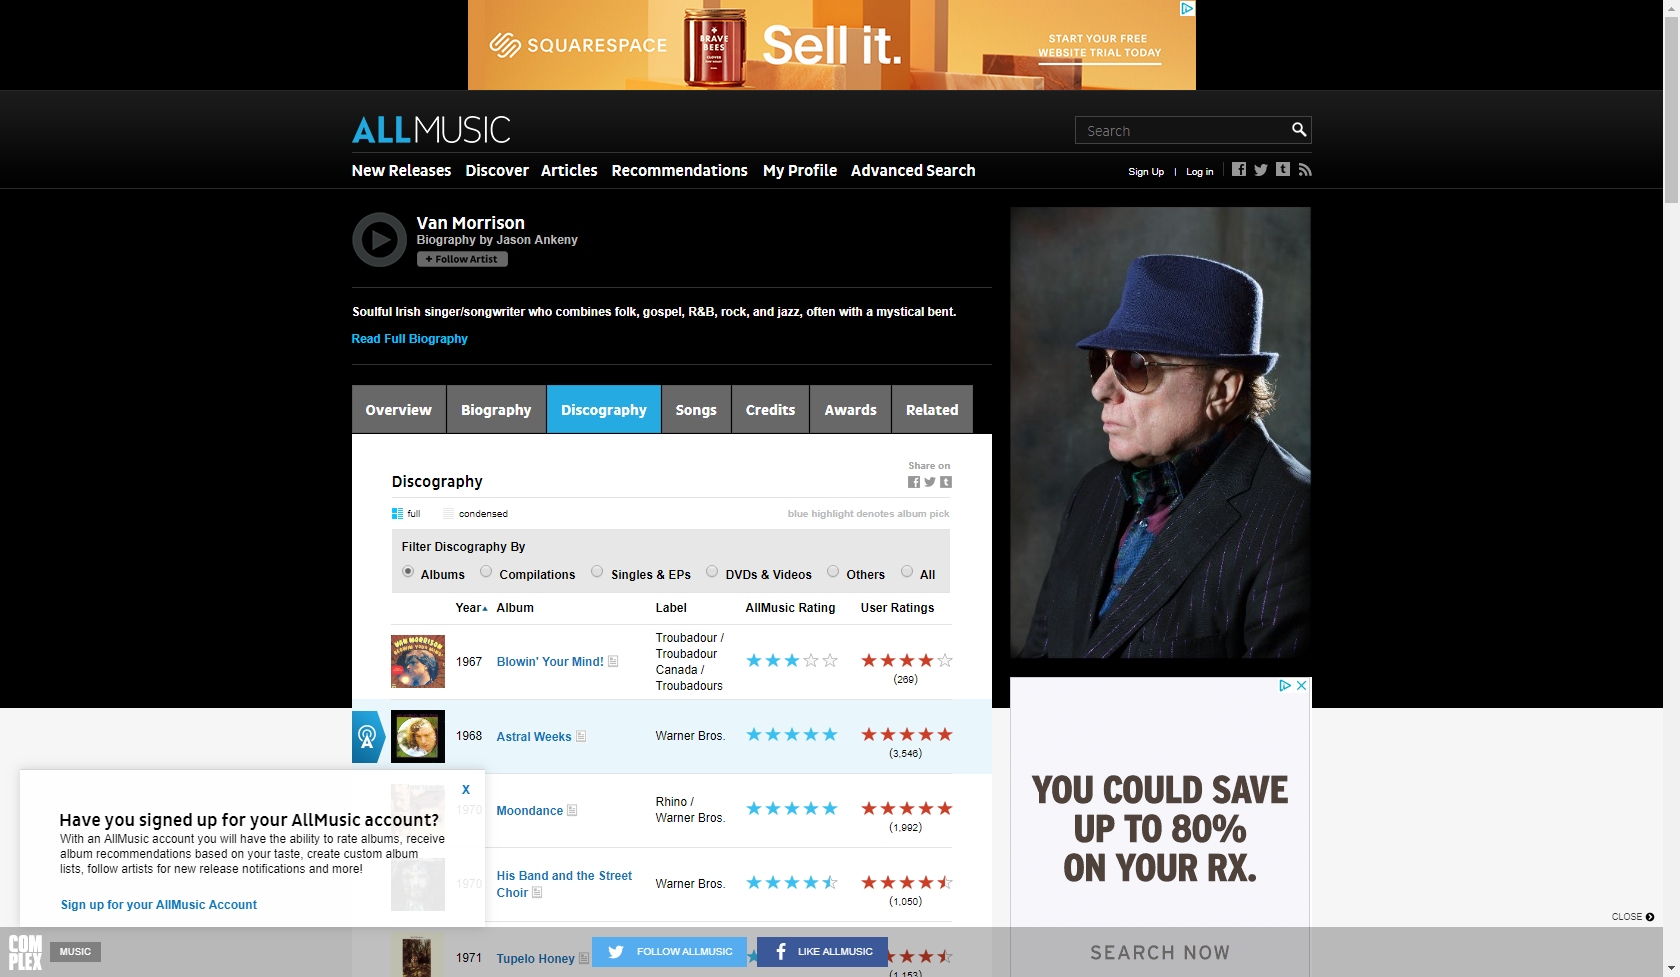 SQUARESPACE
BRAVE
BEES
CLOVER
Sell it.
START YOUR FREE
WEBSITE TRIAL TODAY
ALLMUSIC
Search
New Releases Discover Articles Recommendations My Profile Advanced Search
Sign Up | Log in
Van Morrison
Biography by Jason Ankeny
+ Follow Artist
Soulful Irish singer/songwriter who combines folk, gospel, R&B, rock, and jazz, often with a mystical bent.
Read Full Biography
Overview Biography Discography Songs Credits Awards Related
Share on
Discography
full condensed blue highlight denotes album pick
Filter Discography By
Albums Compilations Singles & EPs DVDs & Videos Others All
Year Album Label AllMusic Rating User Ratings
VAN MORRISON
BLOWIN' YOUR MIND!
1967 Blowin' Your Mind!
Troubadour /
Troubadour
Canada /
Troubadours
(269)
1968 Astral Weeks Warner Bros.
(3,546)
1970 Moondance
Rhino /
Warner Bros.
(1,992)
1970 His Band and the Street
Choir
Warner Bros.
(1,050)
1971 Tupelo Honey
(1,153)
X
Have you signed up for your AllMusic account?
With an AllMusic account you will have the ability to rate albums, receive
album recommendations based on your taste, create custom album
lists, follow artists for new release notifications and more!
Sign up for your AllMusic Account
YOU COULD SAVE
UP TO 80%
ON YOUR RX.
SEARCH NOW
CLOSE
COM
PLEX
MUSIC
FOLLOW ALLMUSIC
LIKE ALLMUSIC